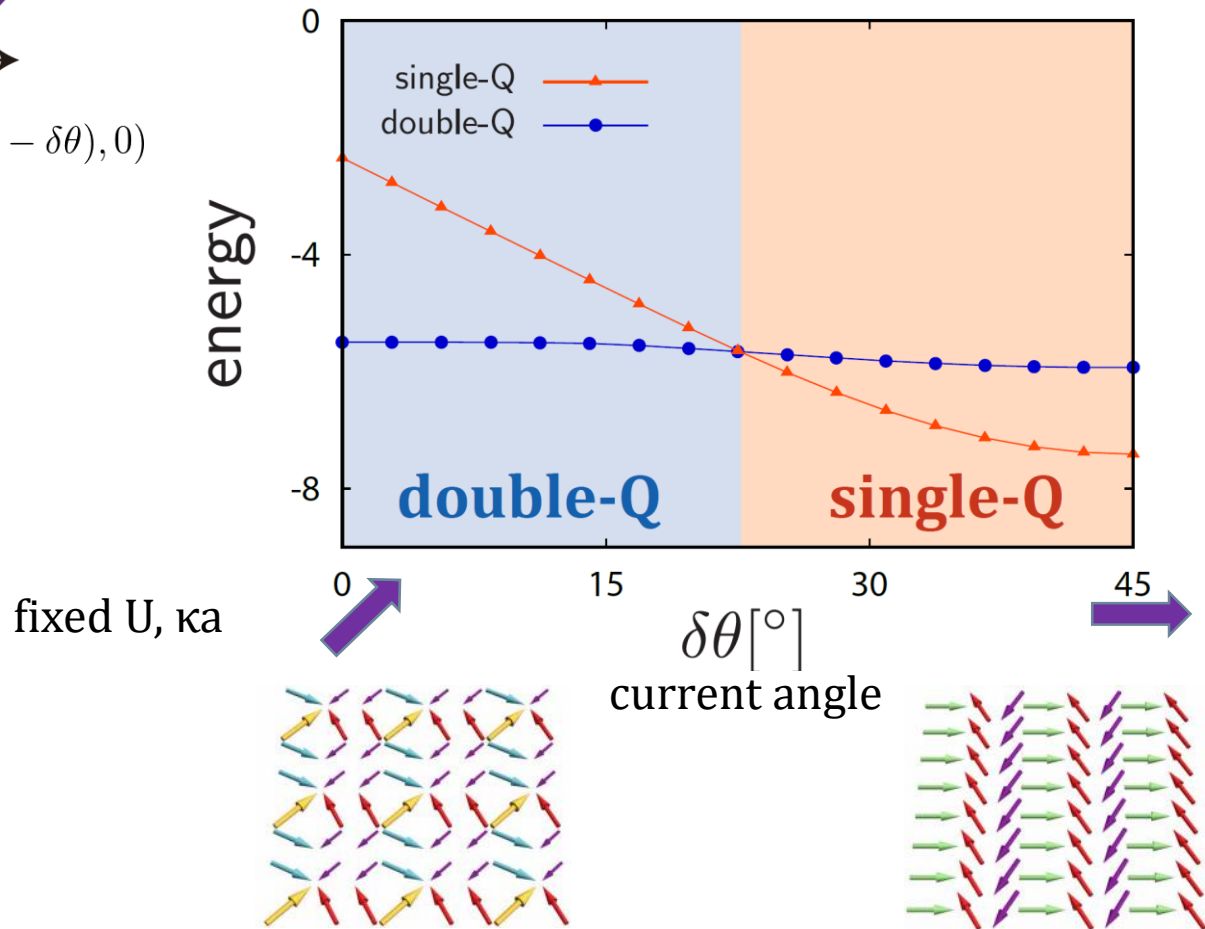 0
single-Q
double-Q
− δθ), 0)
energy
-4
-8
double-Q
single-Q
0
15
30
45
fixed U, κa
δθ[°]
current angle